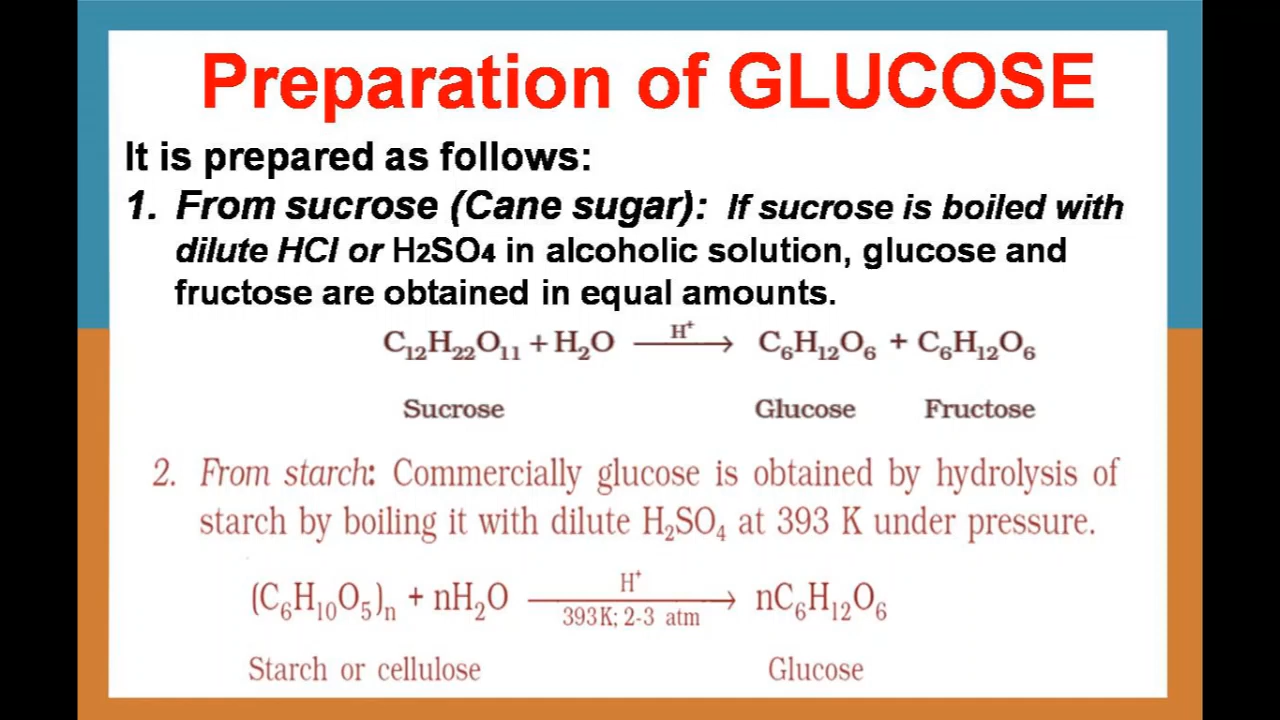 Preparation of GLUCOSE
It is prepared as follows:
1. From sucrose (Cane sugar): If sucrose is boiled with
dilute HCl or H2SO4 in alcoholic solution, glucose and
fructose are obtained in equal amounts.
C₁₂H₂₂O₁₁ + H₂O ⟶ C₆H₁₂O₆ + C₆H₁₂O₆
H⁺
Sucrose Glucose Fructose
2. From starch: Commercially glucose is obtained by hydrolysis of
starch by boiling it with dilute H₂SO₄ at 393 K under pressure.
H⁺
(C₆H₁₀O₅)ₙ + nH₂O ⟶ nC₆H₁₂O₆
393K; 2-3 atm
Starch or cellulose Glucose